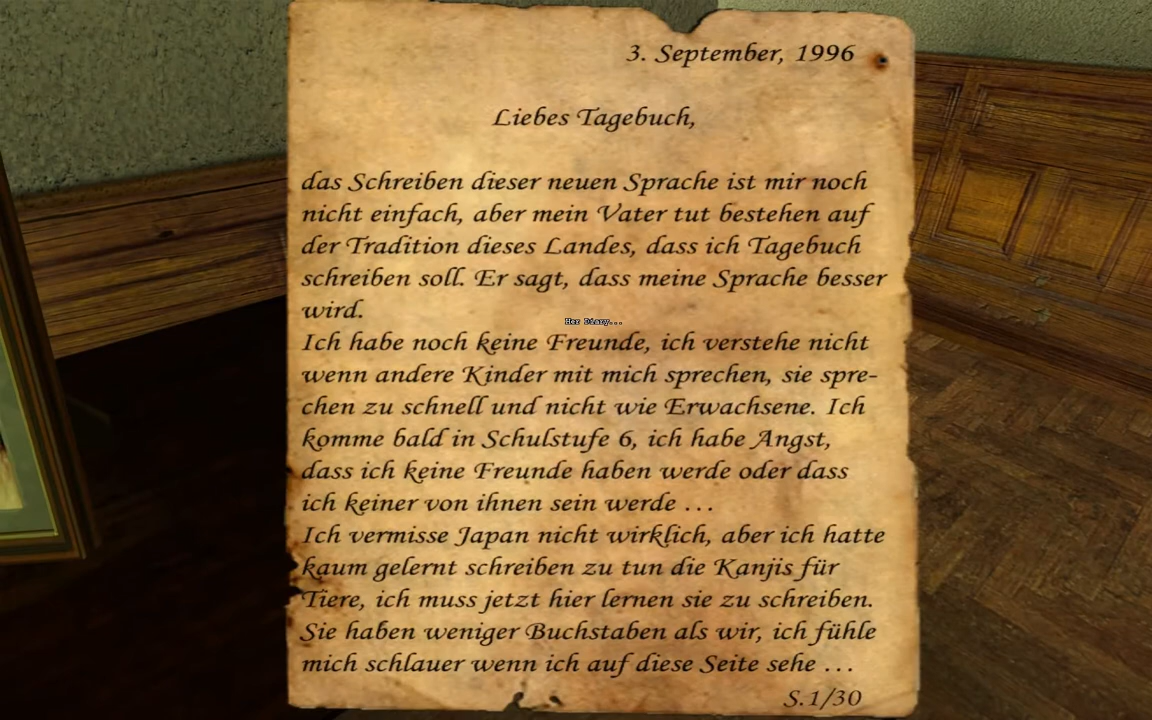 3. September, 1996
Liebes Tagebuch,
das Schreiben dieser neuen Sprache ist mir noch
nicht einfach, aber mein Vater tut bestehen auf
der Tradition dieses Landes, dass ich Tagebuch
schreiben soll. Er sagt, dass meine Sprache besser
wird.
Her Diary...
Ich habe noch keine Freunde, ich verstehe nicht
wenn andere Kinder mit mich sprechen, sie spre-
chen zu schnell und nicht wie Erwachsene. Ich
komme bald in Schulstufe 6, ich habe Angst,
dass ich keine Freunde haben werde oder dass
ich keiner von ihnen sein werde ...
Ich vermisse Japan nicht wirklich, aber ich hatte
kaum gelernt schreiben zu tun die Kanjis für
Tiere, ich muss jetzt hier lernen sie zu schreiben.
Sie haben weniger Buchstaben als wir, ich fühle
mich schlauer wenn ich auf diese Seite sehe ...
S.1/30